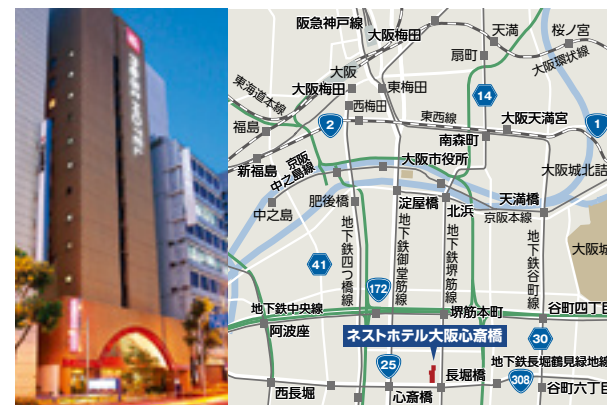 NEST HOTEL
阪急神戸線
大阪梅田
天満
桜ノ宮
扇町
大阪環状線
東海道本線
大阪
大阪梅田
東梅田
西梅田
14
福島
2
東西線
大阪天満宮
1
南森町
新福島
京阪
中之島線
大阪市役所
大阪城北詰
中之島
肥後橋
淀屋橋
北浜
天満橋
京阪本線
地下鉄四つ橋線
地下鉄御堂筋線
地下鉄堺筋線
地下鉄谷町線
大阪城
41
172
地下鉄中央線
阿波座
堺筋本町
谷町四丁目
ネストホテル大阪心斎橋
30
25
地下鉄長堀鶴見緑地線
308
西長堀
心斎橋
長堀橋
谷町六丁目